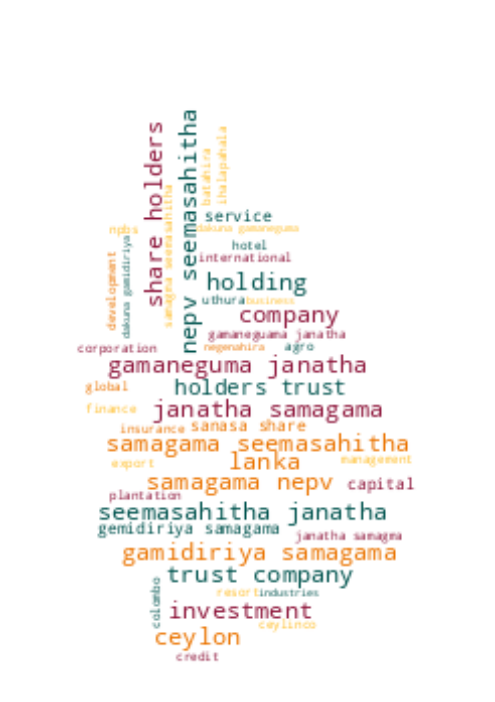 share holders
nepv seemasahitha
samagma seemasahitha
batahira
ihalapahala
service
npbs
dakuna gamaneguma
development
dakuna gamidiriya
hotel
international
holding
uthura
business
company
gamaneguama janatha
corporation
negenahira
agro
gamaneguma janatha
global
holders trust
finance
janatha samagama
insurance
sanasa share
samagama seemasahitha
export
lanka
management
samagama nepv
capital
plantation
seemasahitha janatha
gemidiriya samagama
janatha samagma
gamidiriya samagama
trust company
colombo
resort
industries
investment
ceylinco
ceylon
credit